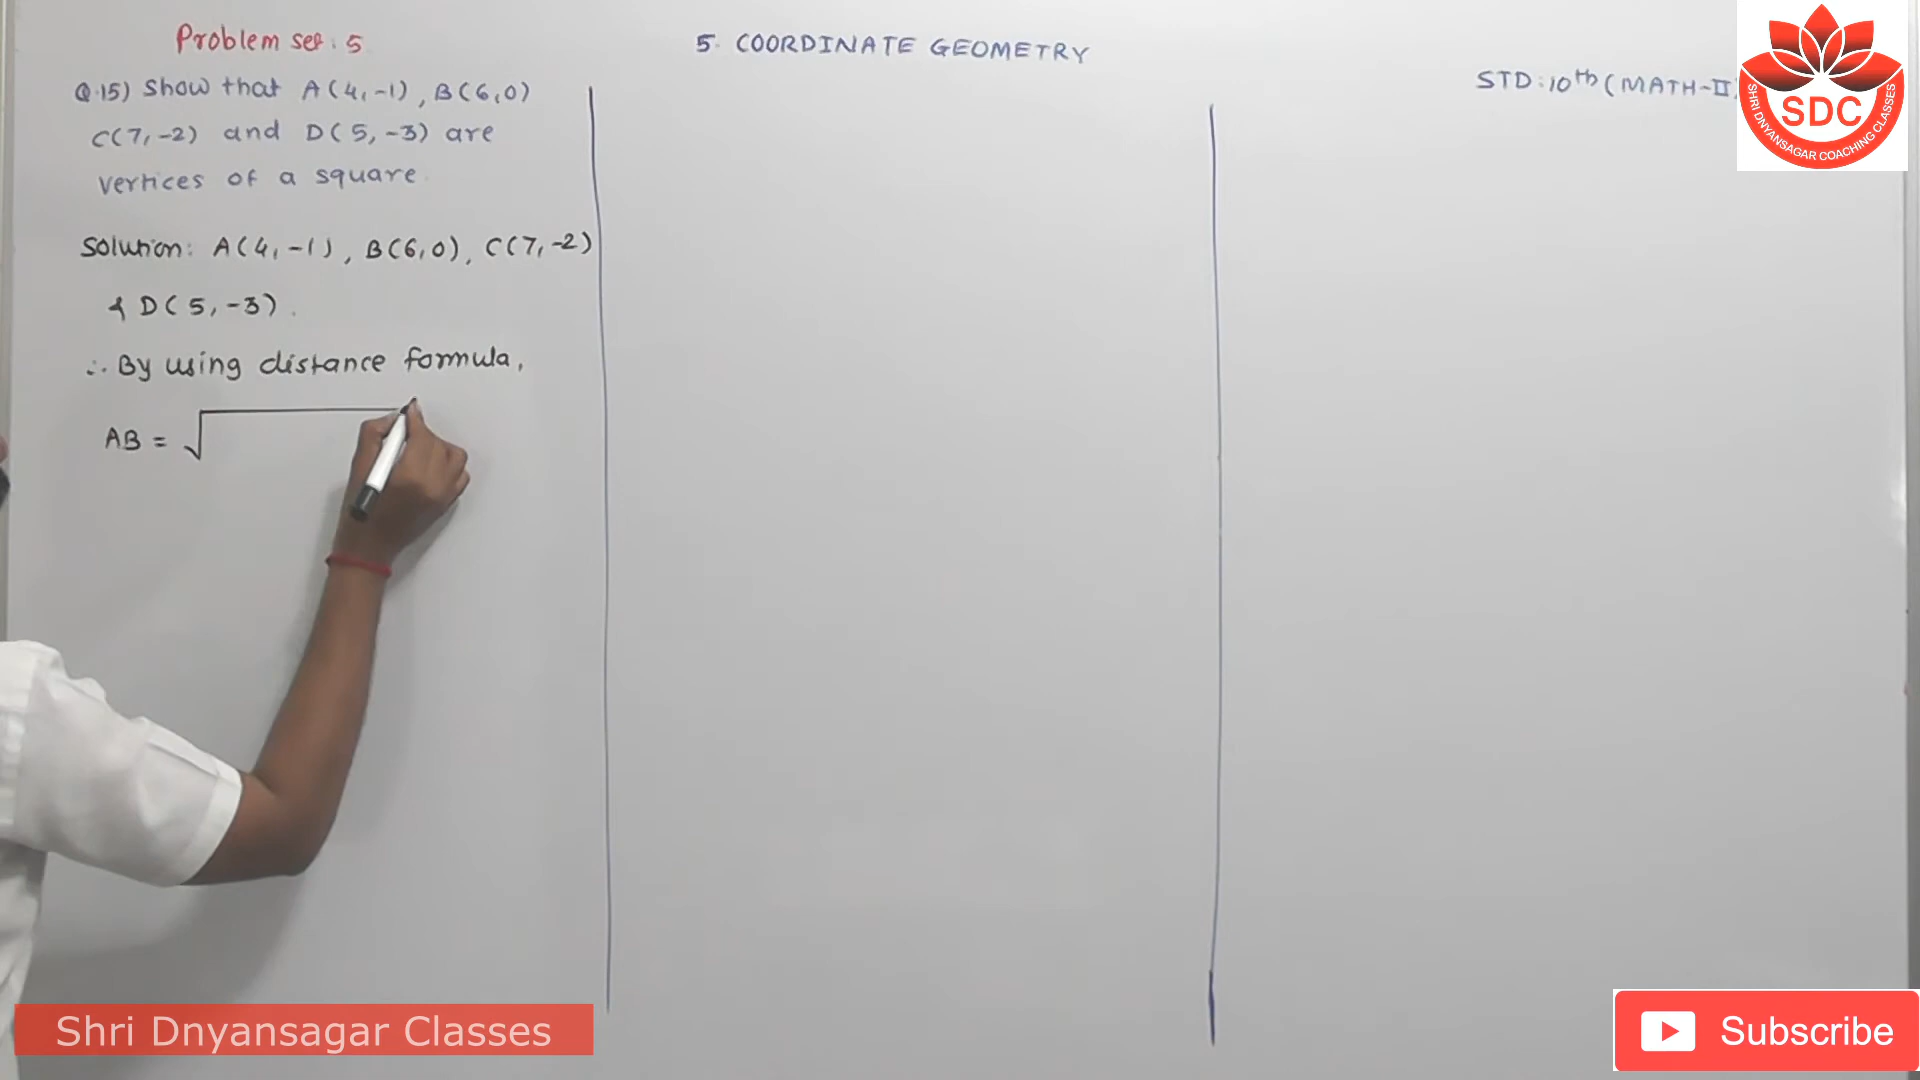 Problem set: 5
5. COORDINATE GEOMETRY
STD:10th (MATH-II)
Q.15) Show that A(4,-1), B(6,0)
C(7,-2) and D(5,-3) are
vertices of a square.
Solution: A(4,-1), B(6,0), C(7,-2)
& D(5,-3).
∴ By using distance formula,
AB = √
SDC
SHRI DNYANSAGAR COACHING CLASSES
Shri Dnyansagar Classes
Subscribe